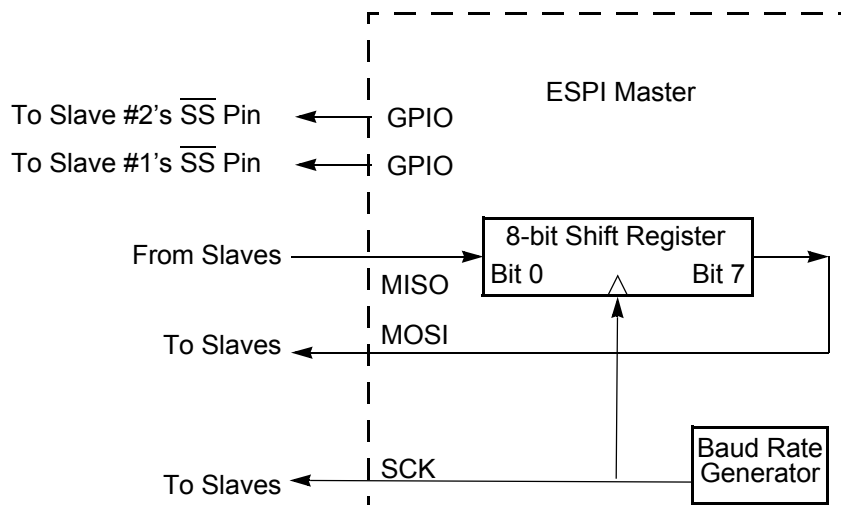 ESPI Master
To Slave #2's SS Pin
GPIO
To Slave #1's SS Pin
GPIO
8-bit Shift Register
From Slaves
Bit 0
Bit 7
MISO
MOSI
To Slaves
Baud Rate
Generator
SCK
To Slaves